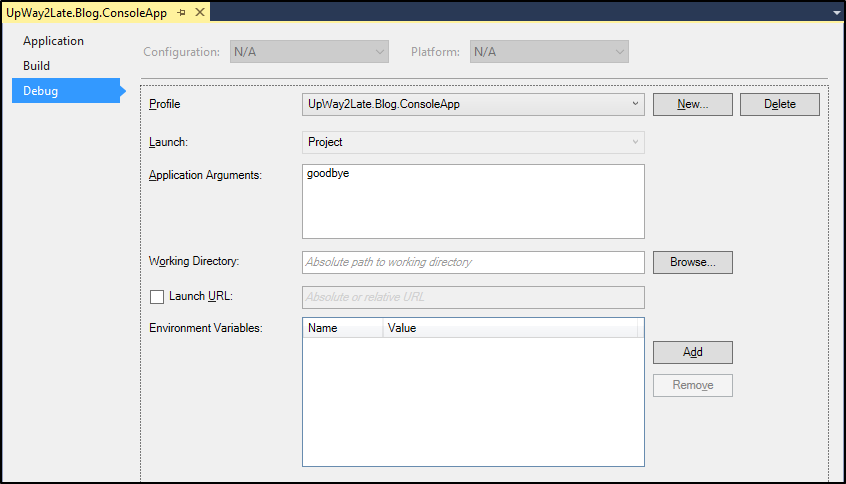 UpWay2Late.Blog.ConsoleApp
Application
Build
Debug
Configuration: N/A Platform: N/A
Profile UpWay2Late.Blog.ConsoleApp New... Delete
Launch: Project
Application Arguments: goodbye
Working Directory: Absolute path to working directory Browse...
Launch URL: Absolute or relative URL
Environment Variables: Name Value
Add
Remove